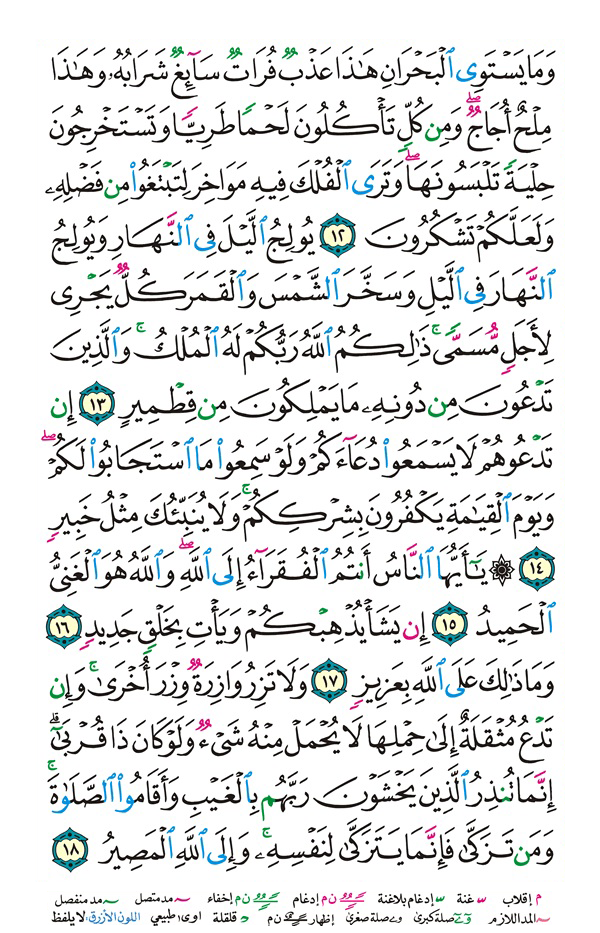 وَمَا يَسْتَوِى ٱلْبَحْرَانِ هَـٰذَا عَذْبٌ فُرَاتٌ سَآئِغٌ شَرَابُهُۥ وَهَـٰذَا
مِلْحٌ أُجَاجٌ ۖ وَمِن كُلٍّ تَأْكُلُونَ لَحْمًا طَرِيًّا وَتَسْتَخْرِجُونَ
حِلْيَةً تَلْبَسُونَهَا ۖ وَتَرَى ٱلْفُلْكَ فِيهِ مَوَاخِرَ لِتَبْتَغُوا۟ مِن فَضْلِهِۦ
وَلَعَلَّكُمْ تَشْكُرُونَ ١٢ يُولِجُ ٱلَّيْلَ فِى ٱلنَّهَارِ وَيُولِجُ
ٱلنَّهَارَ فِى ٱلَّيْلِ وَسَخَّرَ ٱلشَّمْسَ وَٱلْقَمَرَ كُلٌّ يَجْرِى
لِأَجَلٍ مُّسَمًّى ۚ ذَٰلِكُمُ ٱللَّهُ رَبُّكُمْ لَهُ ٱلْمُلْكُ ۚ وَٱلَّذِينَ
تَدْعُونَ مِن دُونِهِۦ مَا يَمْلِكُونَ مِن قِطْمِيرٍ ١٣ إِن
تَدْعُوهُمْ لَا يَسْمَعُوا۟ دُعَآءَكُمْ وَلَوْ سَمِعُوا۟ مَا ٱسْتَجَابُوا۟ لَكُمْ ۖ
وَيَوْمَ ٱلْقِيَـٰمَةِ يَكْفُرُونَ بِشِرْكِكُمْ ۚ وَلَا يُنَبِّئُكَ مِثْلُ خَبِيرٍ
١٤ ۞ يَـٰٓأَيُّهَا ٱلنَّاسُ أَنتُمُ ٱلْفُقَرَآءُ إِلَى ٱللَّهِ ۖ وَٱللَّهُ هُوَ ٱلْغَنِىُّ
ٱلْحَمِيدُ ١٥ إِن يَشَأْ يُذْهِبْكُمْ وَيَأْتِ بِخَلْقٍ جَدِيدٍ ١٦
وَمَا ذَٰلِكَ عَلَى ٱللَّهِ بِعَزِيزٍ ١٧ وَلَا تَزِرُ وَازِرَةٌ وِزْرَ أُخْرَىٰ ۚ وَإِن
تَدْعُ مُثْقَلَةٌ إِلَىٰ حِمْلِهَا لَا يُحْمَلْ مِنْهُ شَىْءٌ وَلَوْ كَانَ ذَا قُرْبَىٰٓ ۗ
إِنَّمَا تُنذِرُ ٱلَّذِينَ يَخْشَوْنَ رَبَّهُم بِٱلْغَيْبِ وَأَقَامُوا۟ ٱلصَّلَوٰةَ ۚ
وَمَن تَزَكَّىٰ فَإِنَّمَا يَتَزَكَّىٰ لِنَفْسِهِۦ ۚ وَإِلَى ٱللَّهِ ٱلْمَصِيرُ ١٨
م إقلاب غنة إدغام بلاغنة ن م إدغام ن م إخفاء مد متصل مد منفصل
المد اللازم صلة كبرى صلة صغرى إظهار ن م قلقلة اوى طبيعي اللون الأزرق: لا يلفظ